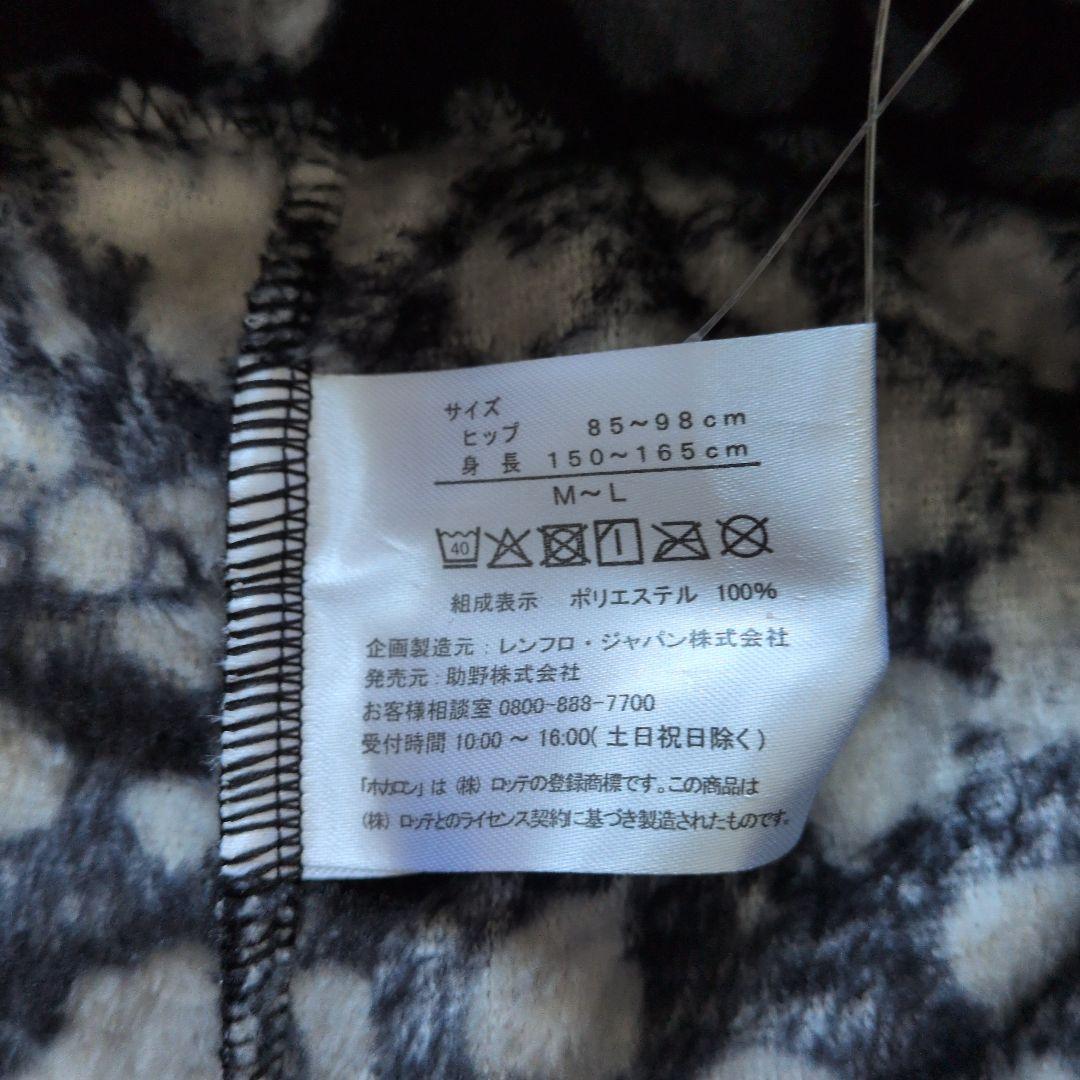 サイズ
ヒップ 85～98cm
身長 150～165cm
M～L
40
組成表示 ポリエステル 100%
企画製造元：レンフロ・ジャパン株式会社
発売元：助野株式会社
お客様相談室 0800-888-7700
受付時間 10:00 ～ 16:00( 土日祝日除く)
「ホカロン」は（株）ロッテの登録商標です。この商品は
（株）ロッテとのライセンス契約に基づき製造されたものです。